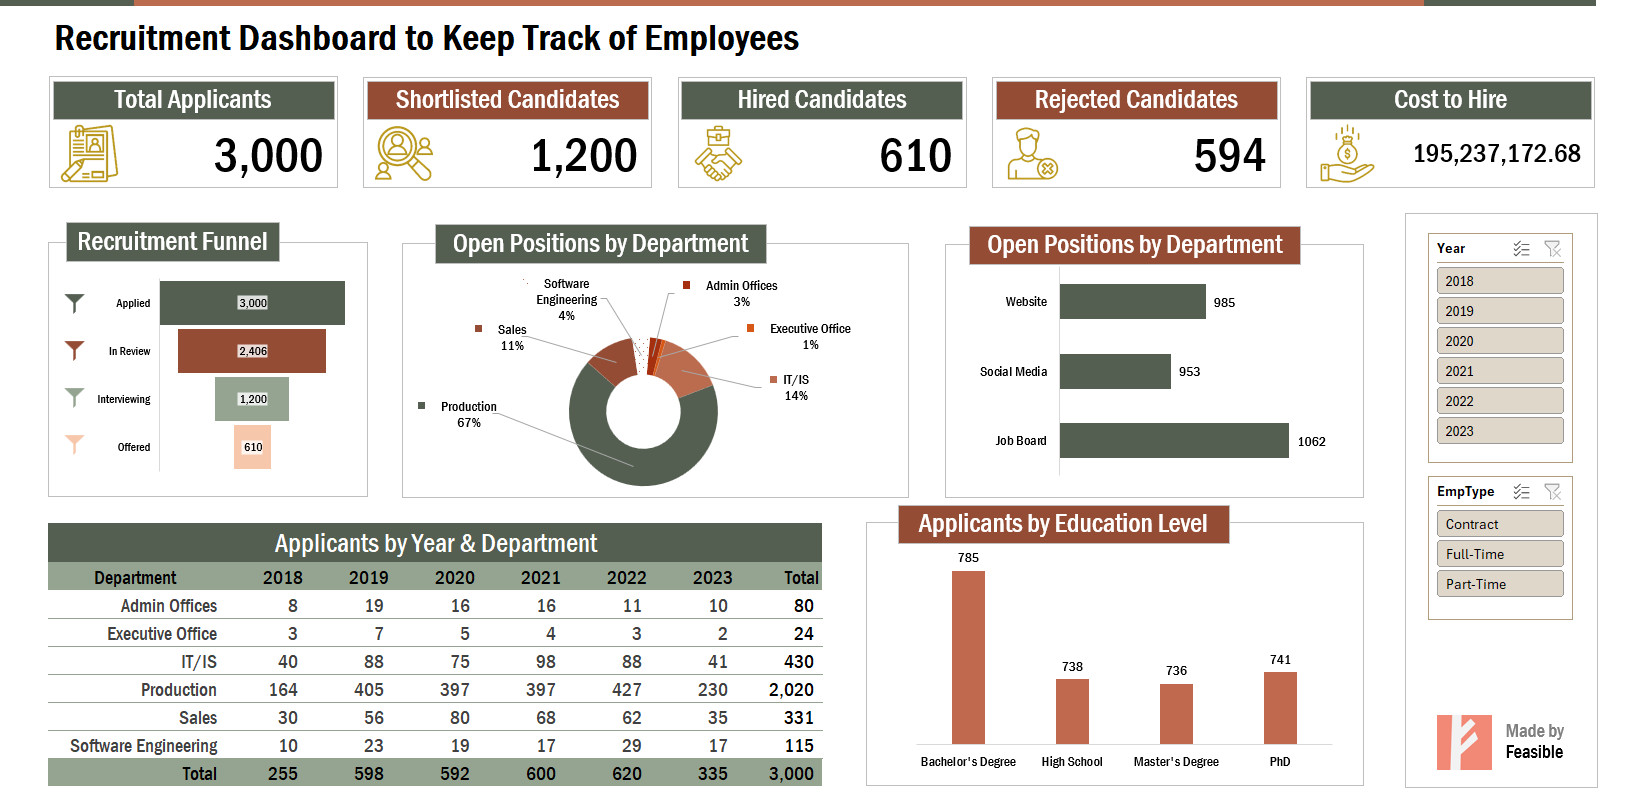 Recruitment Dashboard to Keep Track of Employees
Total Applicants
3,000
Shortlisted Candidates
1,200
Hired Candidates
610
Rejected Candidates
594
Cost to Hire
195,237,172.68
Recruitment Funnel
Applied 3,000
In Review 2,406
Interviewing 1,200
Offered 610
Open Positions by Department
Software
Engineering
4%
Admin Offices
3%
Sales
11%
Executive Office
1%
IT/IS
14%
Production
67%
Open Positions by Department
Website 985
Social Media 953
Job Board 1062
Year
2018
2019
2020
2021
2022
2023
EmpType
Contract
Full-Time
Part-Time
Applicants by Year & Department
Department 2018 2019 2020 2021 2022 2023 Total
Admin Offices 8 19 16 16 11 10 80
Executive Office 3 7 5 4 3 2 24
IT/IS 40 88 75 98 88 41 430
Production 164 405 397 397 427 230 2,020
Sales 30 56 80 68 62 35 331
Software Engineering 10 23 19 17 29 17 115
Total 255 598 592 600 620 335 3,000
Applicants by Education Level
785
738
736
741
Bachelor's Degree High School Master's Degree PhD
Made by
Feasible